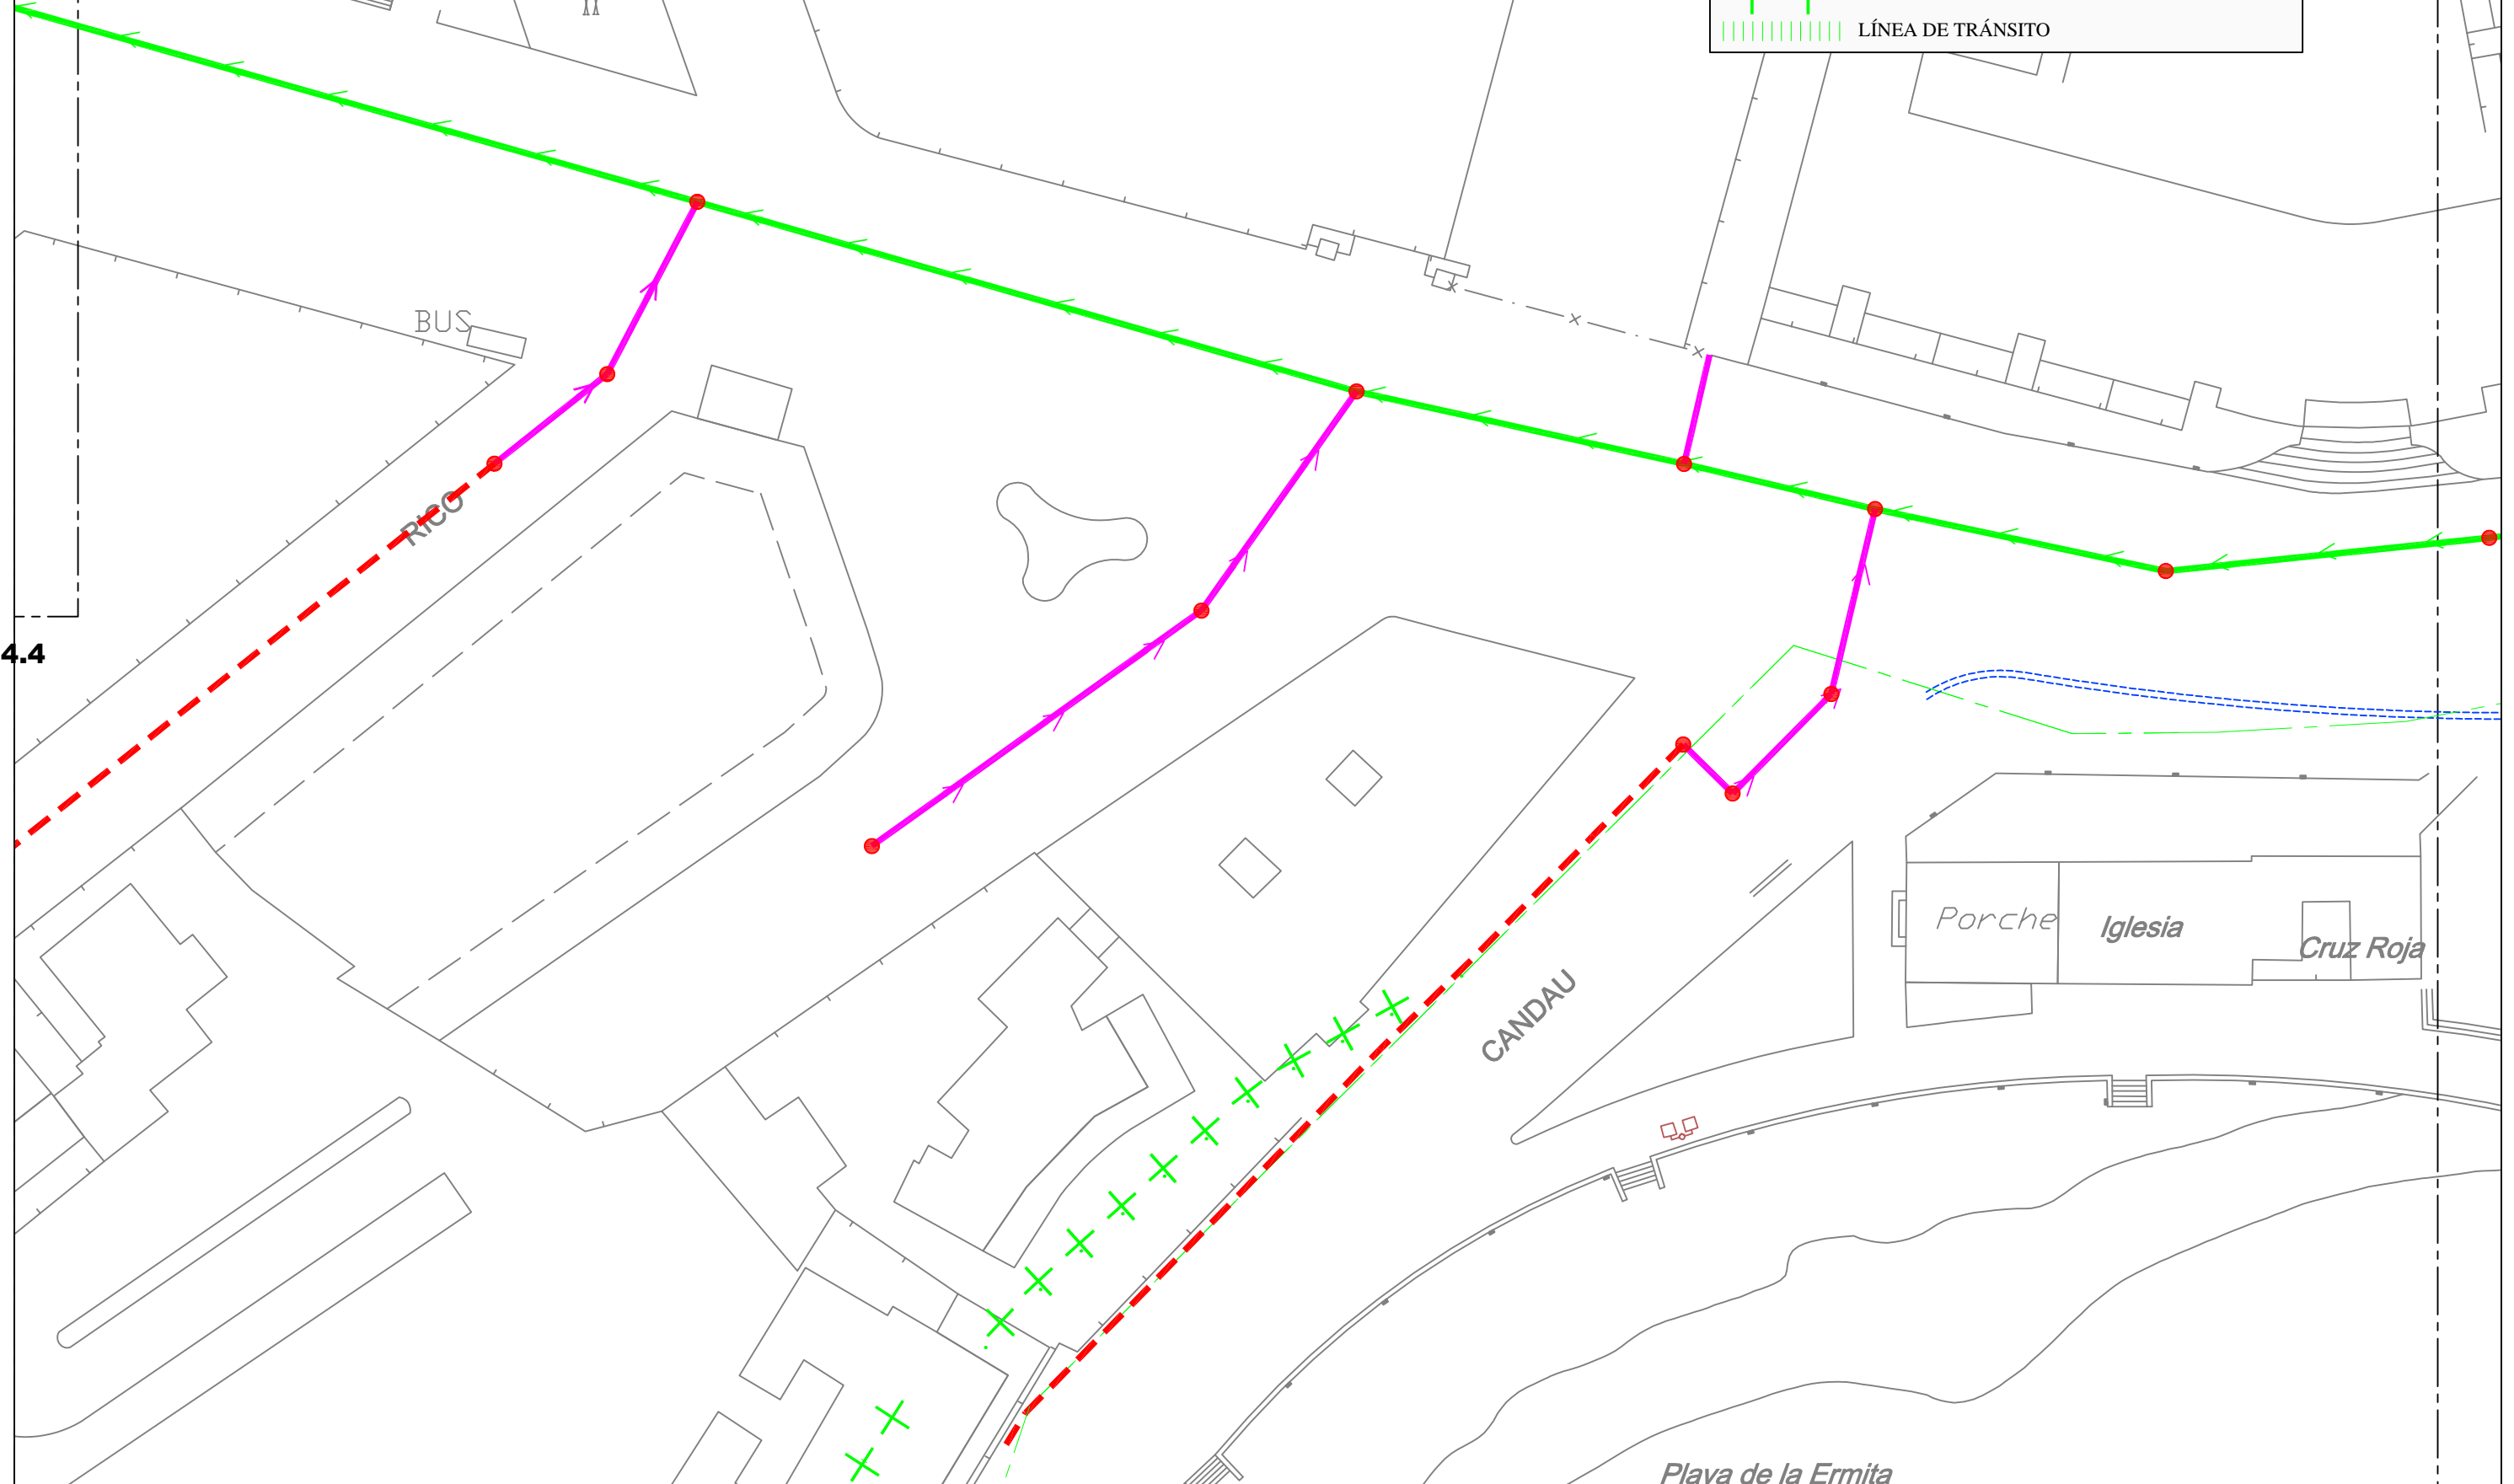 LÍNEA DE TRÁNSITO
BUS
RICO
4.4
Porche
Iglesia
Cruz Roja
CANDAU
Playa de la Ermita